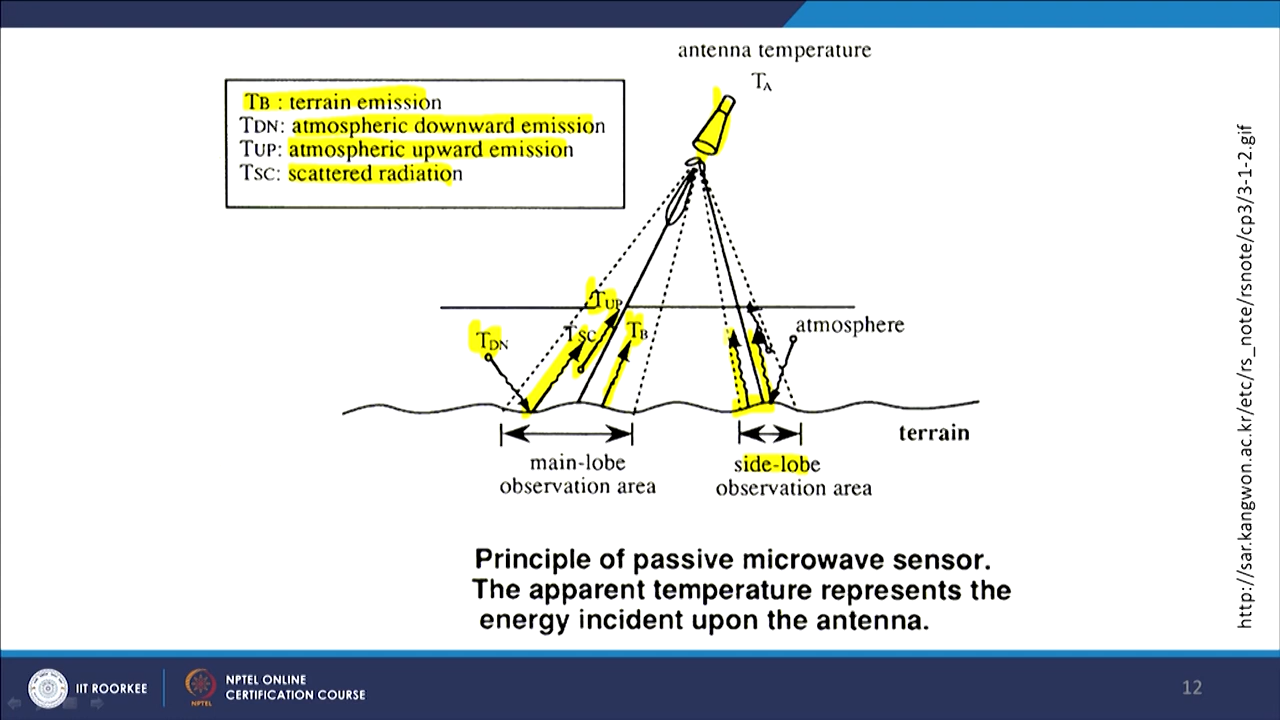 antenna temperature
TA
TB : terrain emission
TDN: atmospheric downward emission
TUP: atmospheric upward emission
TSC: scattered radiation
TUP
TSC
TB
TDN
atmosphere
terrain
main-lobe
observation area
side-lobe
observation area
Principle of passive microwave sensor.
The apparent temperature represents the
energy incident upon the antenna.
http://sar.kangwon.ac.kr/etc/rs_note/rsnote/cp3/3-1-2.gif
IIT ROORKEE
NPTEL
NPTEL ONLINE
CERTIFICATION COURSE
12